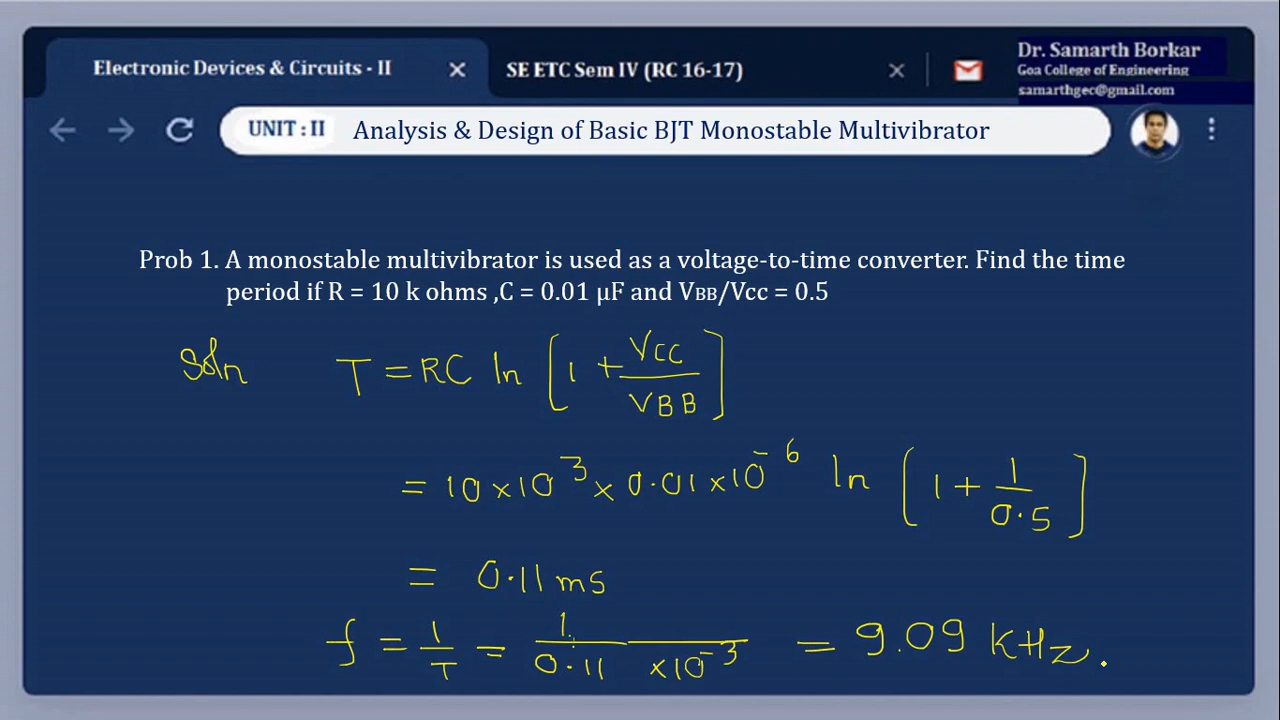 Electronic Devices & Circuits - II
SE ETC Sem IV (RC 16-17)
Dr. Samarth Borkar
Goa College of Engineering
samarthgec@gmail.com
UNIT : II Analysis & Design of Basic BJT Monostable Multivibrator
Prob 1. A monostable multivibrator is used as a voltage-to-time converter. Find the time
period if R = 10 k ohms ,C = 0.01 μF and VBB/Vcc = 0.5
Soln T = RC ln [1 + VCC/VBB]
= 10 × 10³ × 0.01 × 10⁻⁶ ln [1 + 1/0.5]
= 0.11 ms
f = 1/T = 1/0.11 × 10⁻³ = 9.09 KHz.